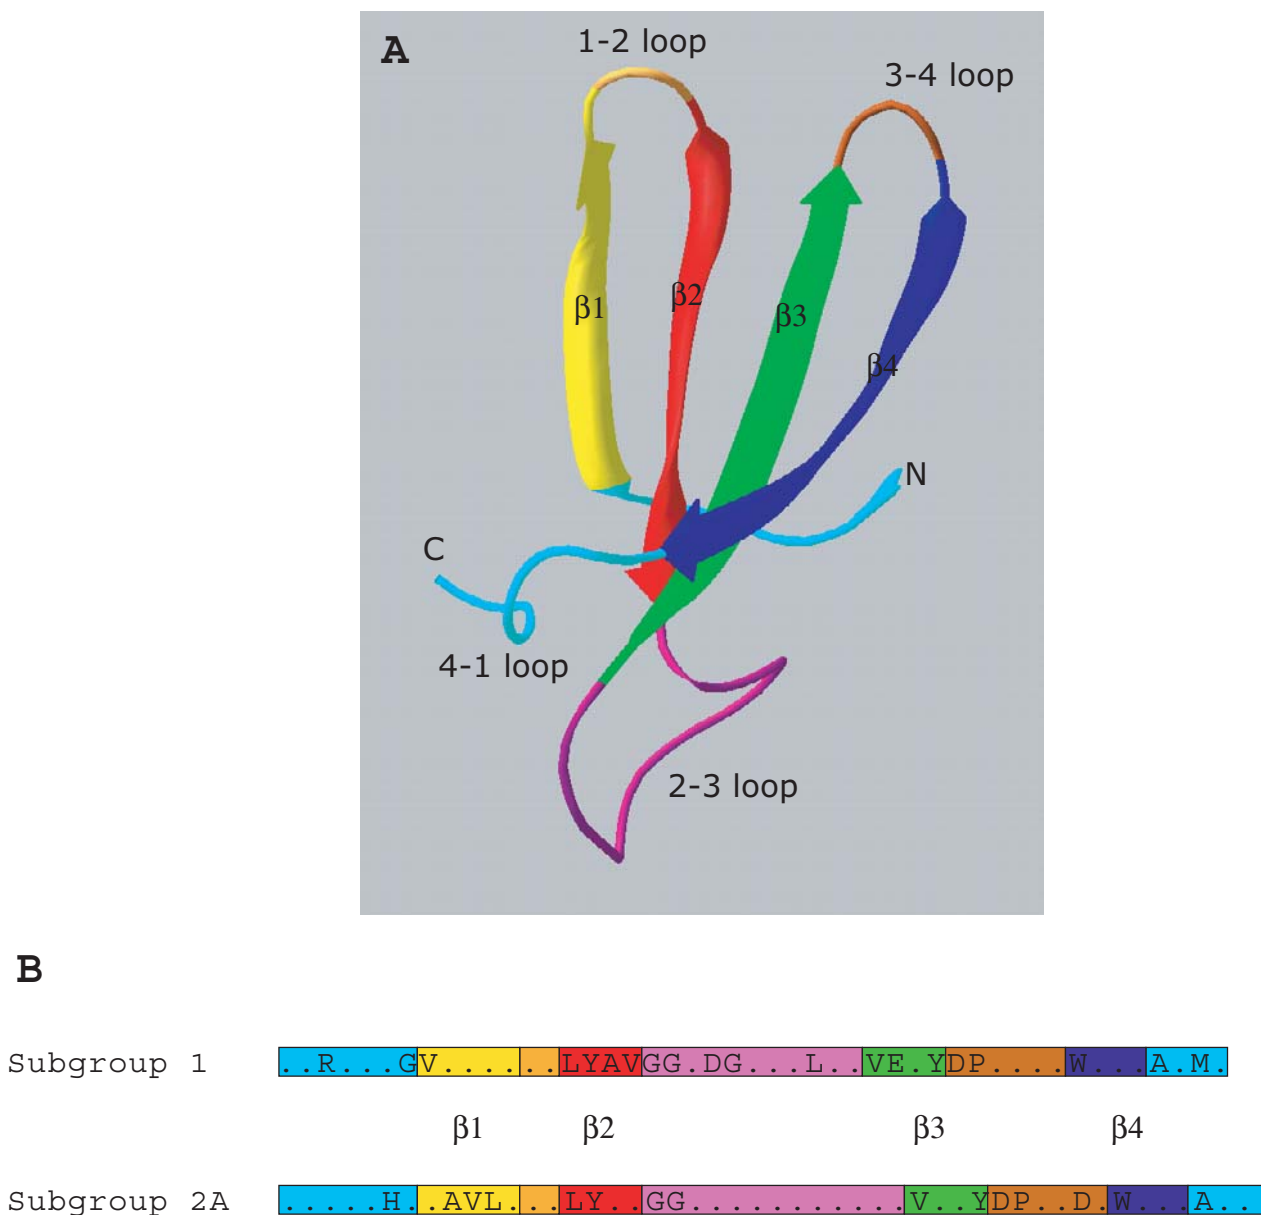 A
1-2 loop
3-4 loop
β1
β2
β3
β4
N
C
4-1 loop
2-3 loop
B
Subgroup 1 ..R...GV......LYAVGG.DG...L..VE.YDP....W...A.M.
β1 β2 β3 β4
Subgroup 2A .....H..AVL...LY..GG...........V..YDP..D.W...A..